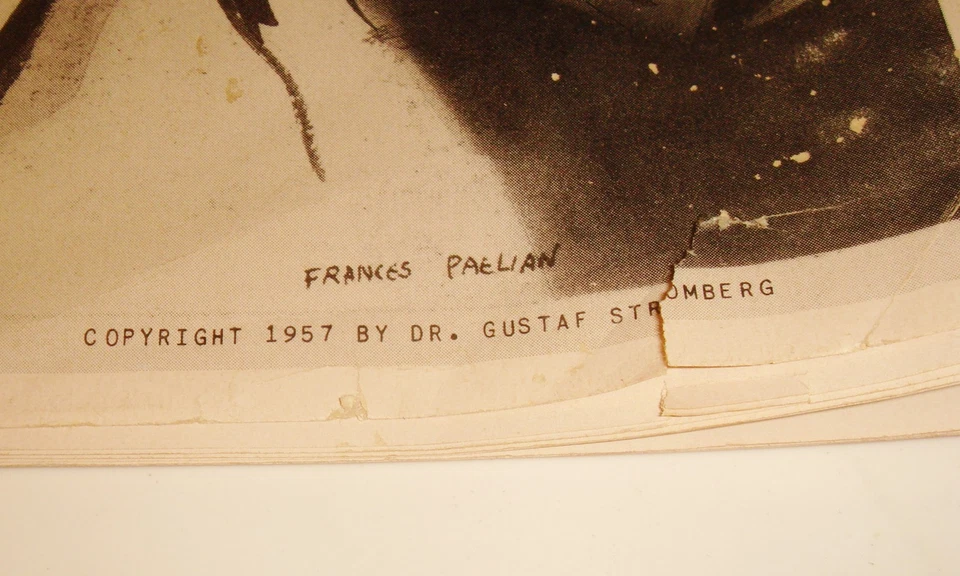 FRANCES PAELIAN
COPYRIGHT 1957 BY DR. GUSTAF STROMBERG